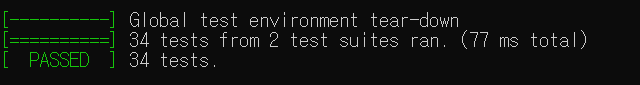 [----------] Global test environment tear-down
[==========] 34 tests from 2 test suites ran. (77 ms total)
[  PASSED  ] 34 tests.